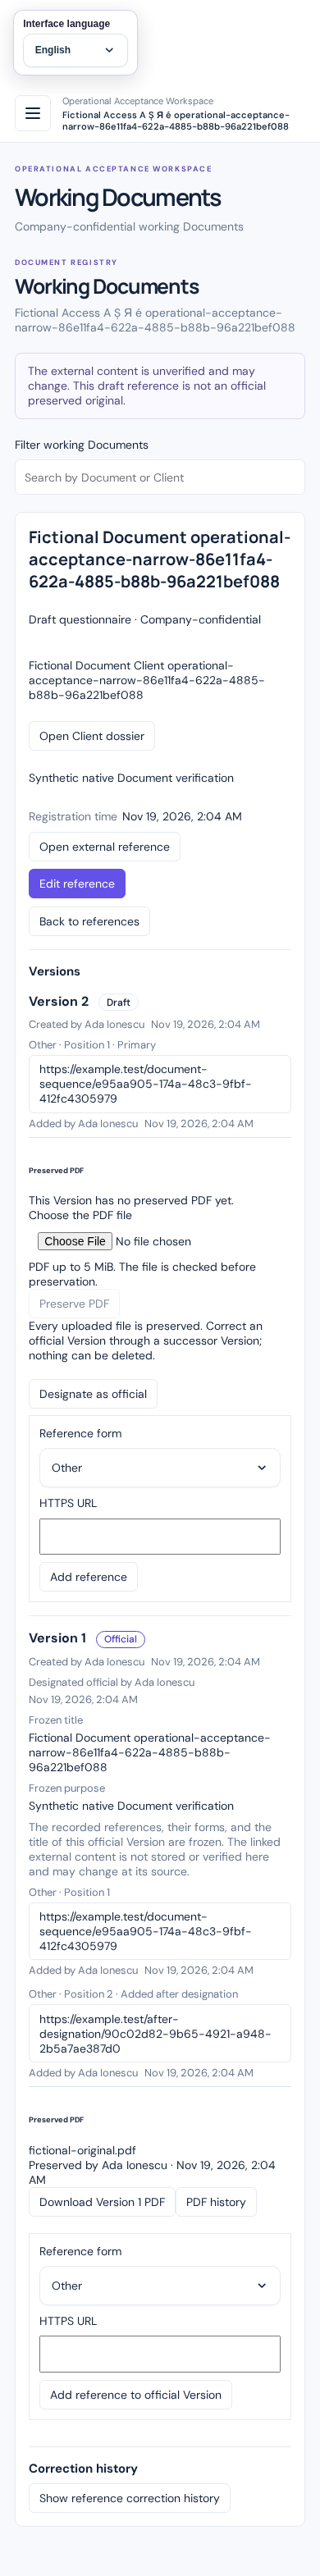 Interface language
English
Operational Acceptance Workspace
Fictional Access A Ș Я é operational-acceptance-
narrow-86e11fa4-622a-4885-b88b-96a221bef088
OPERATIONAL ACCEPTANCE WORKSPACE
Working Documents
Company-confidential working Documents
DOCUMENT REGISTRY
Working Documents
Fictional Access A Ș Я é operational-acceptance-
narrow-86e11fa4-622a-4885-b88b-96a221bef088
The external content is unverified and may
change. This draft reference is not an official
preserved original.
Filter working Documents
Search by Document or Client
Fictional Document operational-
acceptance-narrow-86e11fa4-
622a-4885-b88b-96a221bef088
Draft questionnaire · Company-confidential
Fictional Document Client operational-
acceptance-narrow-86e11fa4-622a-4885-
b88b-96a221bef088
Open Client dossier
Synthetic native Document verification
Registration time Nov 19, 2026, 2:04 AM
Open external reference
Edit reference
Back to references
Versions
Version 2 Draft
Created by Ada Ionescu Nov 19, 2026, 2:04 AM
Other · Position 1 · Primary
https://example.test/document-
sequence/e95aa905-174a-48c3-9fbf-
412fc4305979
Added by Ada Ionescu Nov 19, 2026, 2:04 AM
Preserved PDF
This Version has no preserved PDF yet.
Choose the PDF file
Choose File No file chosen
PDF up to 5 MiB. The file is checked before
preservation.
Preserve PDF
Every uploaded file is preserved. Correct an
official Version through a successor Version;
nothing can be deleted.
Designate as official
Reference form
Other
HTTPS URL
Add reference
Version 1 Official
Created by Ada Ionescu Nov 19, 2026, 2:04 AM
Designated official by Ada Ionescu
Nov 19, 2026, 2:04 AM
Frozen title
Fictional Document operational-acceptance-
narrow-86e11fa4-622a-4885-b88b-
96a221bef088
Frozen purpose
Synthetic native Document verification
The recorded references, their forms, and the
title of this official Version are frozen. The linked
external content is not stored or verified here
and may change at its source.
Other · Position 1
https://example.test/document-
sequence/e95aa905-174a-48c3-9fbf-
412fc4305979
Added by Ada Ionescu Nov 19, 2026, 2:04 AM
Other · Position 2 · Added after designation
https://example.test/after-
designation/90c02d82-9b65-4921-a948-
2b5a7ae387d0
Added by Ada Ionescu Nov 19, 2026, 2:04 AM
Preserved PDF
fictional-original.pdf
Preserved by Ada Ionescu · Nov 19, 2026, 2:04
AM
Download Version 1 PDF PDF history
Reference form
Other
HTTPS URL
Add reference to official Version
Correction history
Show reference correction history